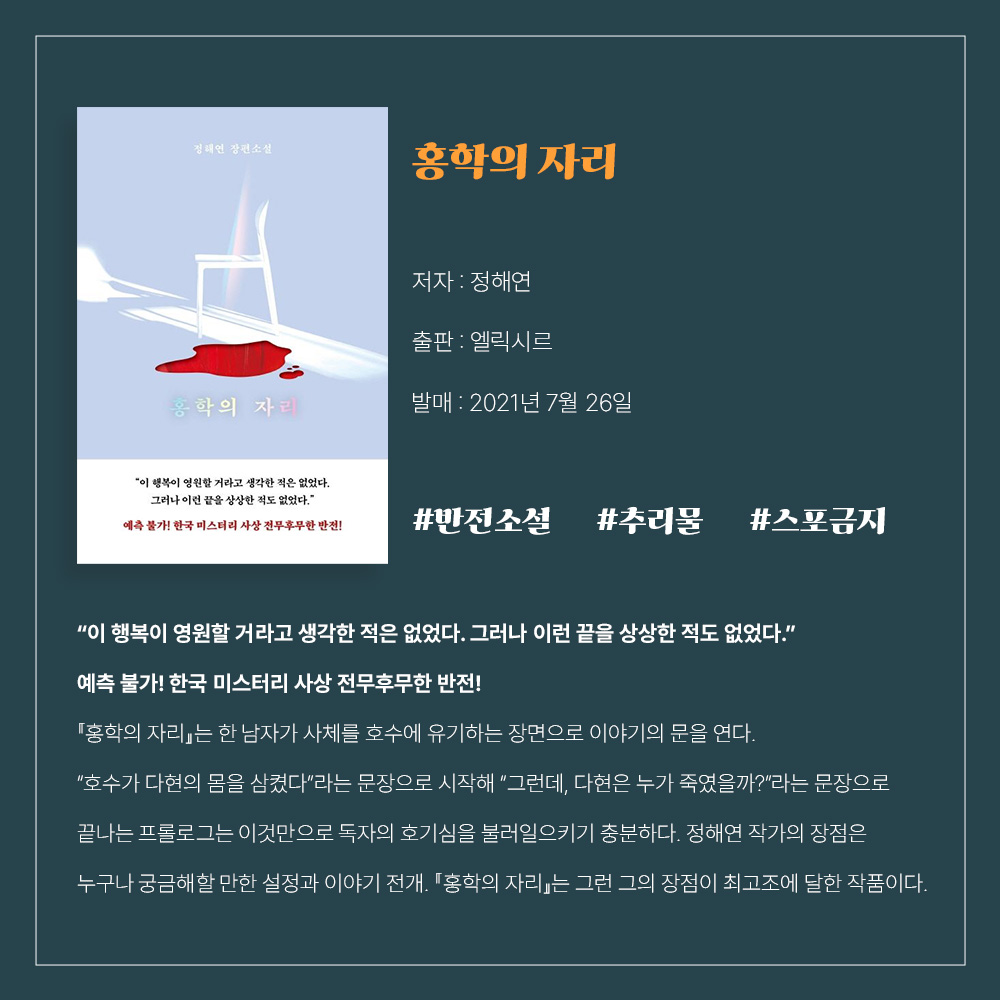 정해연 장편소설
홍학의 자리
“이 행복이 영원할 거라고 생각한 적은 없었다.
그러나 이런 끝을 상상한 적도 없었다.”
예측 불가! 한국 미스터리 사상 전무후무한 반전!
홍학의 자리
저자 : 정해연
출판 : 엘릭시르
발매 : 2021년 7월 26일
#반전소설 #추리물 #스포금지
“이 행복이 영원할 거라고 생각한 적은 없었다. 그러나 이런 끝을 상상한 적도 없었다.”
예측 불가! 한국 미스터리 사상 전무후무한 반전!
『홍학의 자리』는 한 남자가 사체를 호수에 유기하는 장면으로 이야기의 문을 연다.
“호수가 다현의 몸을 삼켰다”라는 문장으로 시작해 “그런데, 다현은 누가 죽였을까?”라는 문장으로
끝나는 프롤로그는 이것만으로 독자의 호기심을 불러일으키기 충분하다. 정해연 작가의 장점은
누구나 궁금해할 만한 설정과 이야기 전개. 『홍학의 자리』는 그런 그의 장점이 최고조에 달한 작품이다.